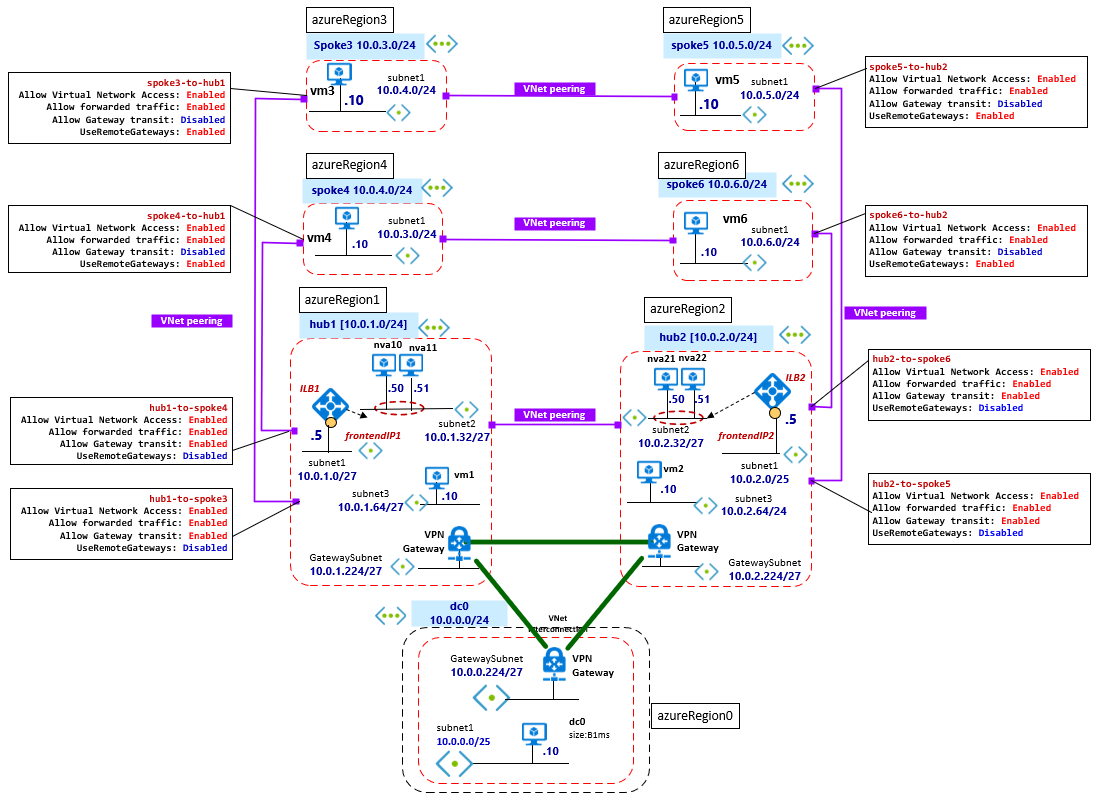 azureRegion3
Spoke3 10.0.3.0/24
vm3
.10
subnet1
10.0.4.0/24
spoke3-to-hub1
Allow Virtual Network Access: Enabled
Allow forwarded traffic: Enabled
Allow Gateway transit: Disabled
UseRemoteGateways: Enabled
VNet peering
azureRegion5
spoke5 10.0.5.0/24
vm5
.10
subnet1
10.0.5.0/24
spoke5-to-hub2
Allow Virtual Network Access: Enabled
Allow forwarded traffic: Enabled
Allow Gateway transit: Disabled
UseRemoteGateways: Enabled
azureRegion4
spoke4 10.0.4.0/24
vm4
.10
subnet1
10.0.3.0/24
spoke4-to-hub1
Allow Virtual Network Access: Enabled
Allow forwarded traffic: Enabled
Allow Gateway transit: Disabled
UseRemoteGateways: Enabled
VNet peering
azureRegion6
spoke6 10.0.6.0/24
vm6
.10
subnet1
10.0.6.0/24
spoke6-to-hub2
Allow Virtual Network Access: Enabled
Allow forwarded traffic: Enabled
Allow Gateway transit: Disabled
UseRemoteGateways: Enabled
VNet peering
VNet peering
azureRegion1
hub1 [10.0.1.0/24]
nva10
nva11
.50
.51
ILB1
.5
frontendIP1
subnet1
10.0.1.0/27
subnet2
10.0.1.32/27
vm1
.10
subnet3
10.0.1.64/27
VPN
Gateway
GatewaySubnet
10.0.1.224/27
hub1-to-spoke4
Allow Virtual Network Access: Enabled
Allow forwarded traffic: Enabled
Allow Gateway transit: Enabled
UseRemoteGateways: Disabled
hub1-to-spoke3
Allow Virtual Network Access: Enabled
Allow forwarded traffic: Enabled
Allow Gateway transit: Enabled
UseRemoteGateways: Disabled
VNet peering
azureRegion2
hub2 [10.0.2.0/24]
nva21
nva22
.50
.51
ILB2
.5
frontendIP2
subnet2
10.0.2.32/27
subnet1
10.0.2.0/25
vm2
.10
subnet3
10.0.2.64/24
VPN
Gateway
GatewaySubnet
10.0.2.224/27
hub2-to-spoke6
Allow Virtual Network Access: Enabled
Allow forwarded traffic: Enabled
Allow Gateway transit: Enabled
UseRemoteGateways: Disabled
hub2-to-spoke5
Allow Virtual Network Access: Enabled
Allow forwarded traffic: Enabled
Allow Gateway transit: Enabled
UseRemoteGateways: Disabled
dc0
10.0.0.0/24
VNet
GatewaySubnet
10.0.0.224/27
VPN
Gateway
subnet1
10.0.0.0/25
dc0
size:B1ms
.10
azureRegion0